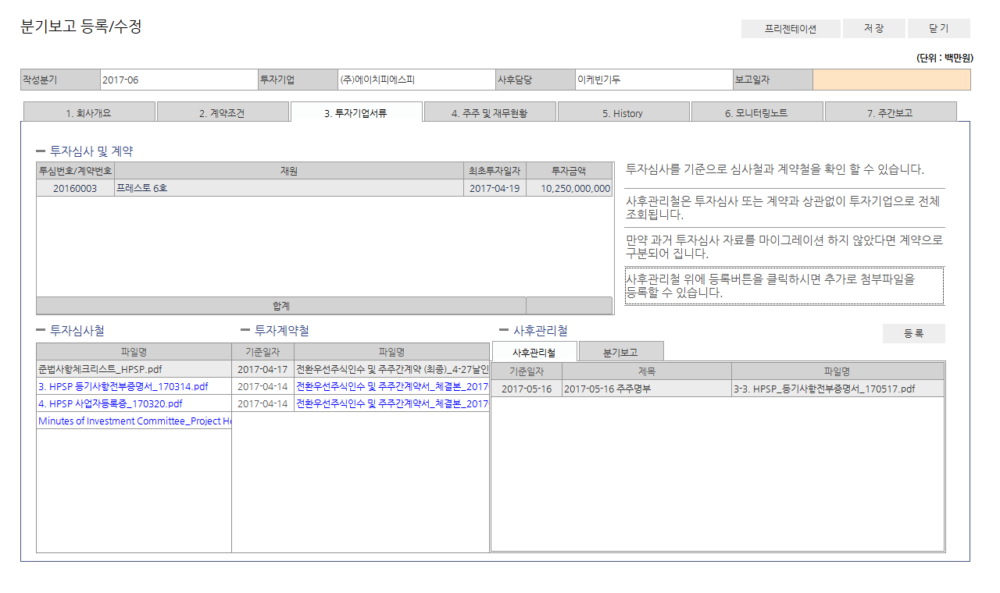 분기보고 등록/수정
프리젠테이션 저 장 닫 기
(단위 : 백만원)
작성분기 2017-06 투자기업 (주)에이치피에스피 사후담당 이케빈기두 보고일자
1. 회사개요 2. 계약조건 3. 투자기업서류 4. 주주 및 재무현황 5. History 6. 모니터링노트 7. 주간보고
투자심사 및 계약
투심번호/계약번호 재원 최초투자일자 투자금액
20160003 프레스토 6호 2017-04-19 10,250,000,000
합계
투자심사를 기준으로 심사철과 계약철을 확인 할 수 있습니다.
사후관리철은 투자심사 또는 계약과 상관없이 투자기업으로 전체
조회됩니다.
만약 과거 투자심사 자료를 마이그레이션 하지 않았다면 계약으로
구분되어 집니다.
사후관리철 위에 등록버튼을 클릭하시면 추가로 첨부파일을
등록할 수 있습니다.
투자심사철
파일명
준법사항체크리스트_HPSP.pdf
3. HPSP 등기사항전부증명서_170314.pdf
4. HPSP 사업자등록증_170320.pdf
Minutes of Investment Committee_Project He
투자계약철
기준일자 파일명
2017-04-17 전환우선주식인수 및 주주간계약 (최종)_4-27날인
2017-04-14 전환우선주식인수 및 주주간계약서_체결본_2017
2017-04-14 전환우선주식인수 및 주주간계약서_체결본_2017
사후관리철 등 록
사후관리철 분기보고
기준일자 제목 파일명
2017-05-16 2017-05-16 주주명부 3-3. HPSP_등기사항전부증명서_170517.pdf